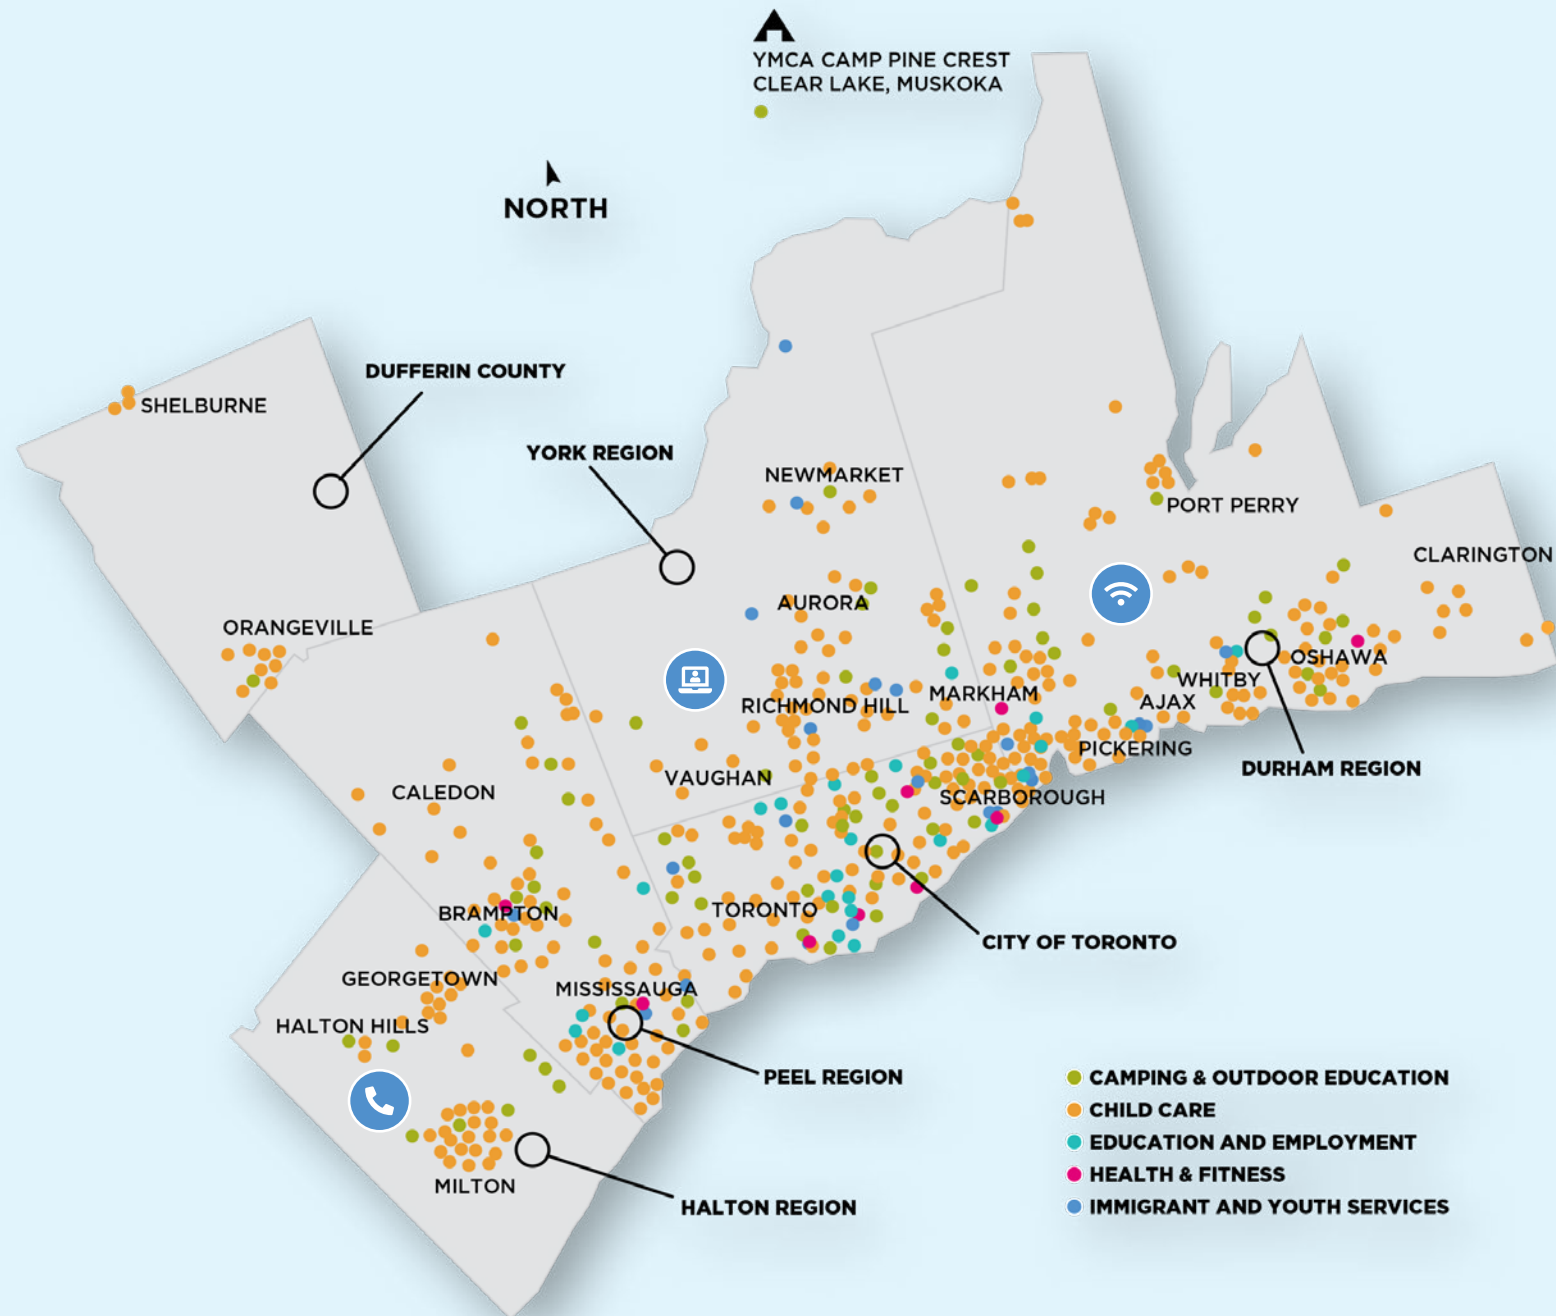 YMCA CAMP PINE CREST
CLEAR LAKE, MUSKOKA
NORTH
DUFFERIN COUNTY
SHELBURNE
YORK REGION
NEWMARKET
PORT PERRY
CLARINGTON
AURORA
ORANGEVILLE
OSHAWA
WHITBY
MARKHAM
AJAX
RICHMOND HILL
PICKERING
DURHAM REGION
VAUGHAN
CALEDON
SCARBOROUGH
TORONTO
BRAMPTON
CITY OF TORONTO
GEORGETOWN
MISSISSAUGA
HALTON HILLS
PEEL REGION
MILTON
HALTON REGION
CAMPING & OUTDOOR EDUCATION
CHILD CARE
EDUCATION AND EMPLOYMENT
HEALTH & FITNESS
IMMIGRANT AND YOUTH SERVICES